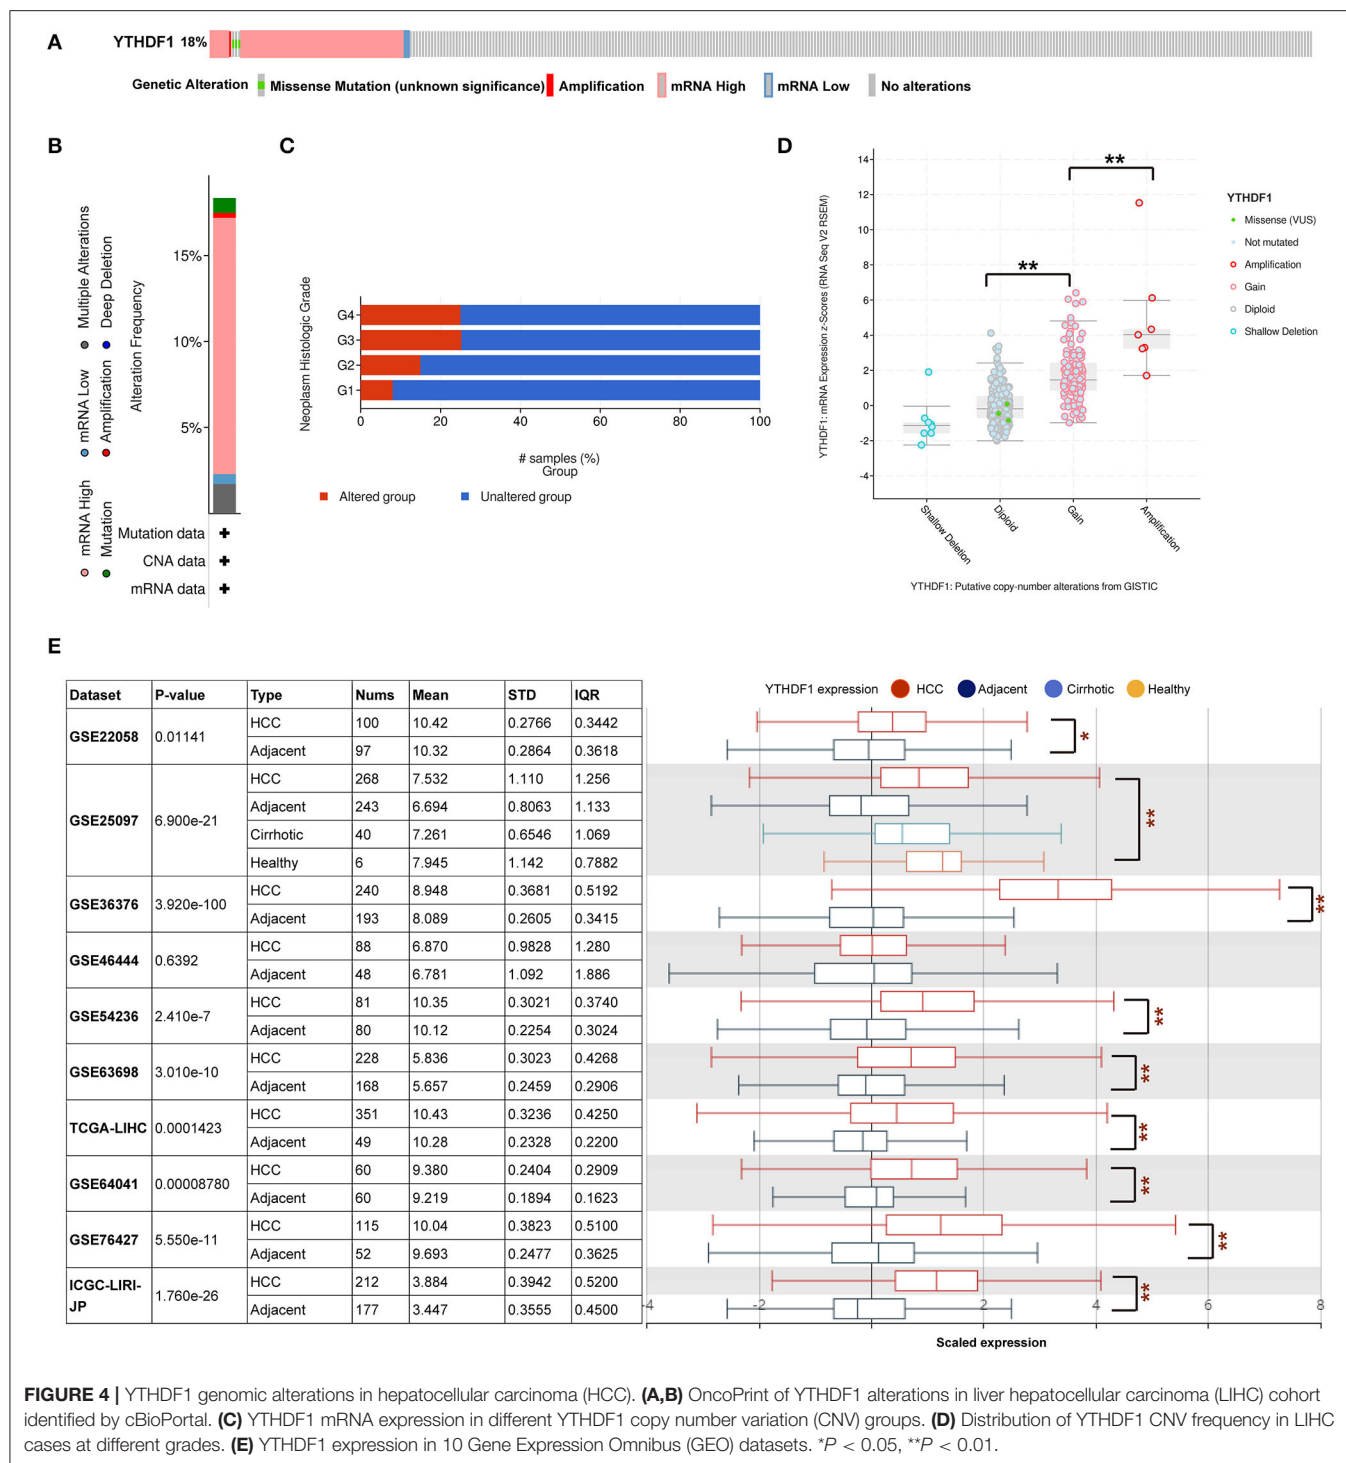 A
YTHDF1 18%
Genetic Alteration Missense Mutation (unknown significance) Amplification mRNA High mRNA Low No alterations
B
mRNA High mRNA Low Multiple Alterations
Mutation Amplification Deep Deletion
Alteration Frequency
15%
10%
5%
Mutation data
CNA data
mRNA data
C
Neoplasm Histologic Grade
G4
G3
G2
G1
0 20 40 60 80 100
# samples (%)
Group
Altered group Unaltered group
D
YTHDF1: mRNA Expression z-Scores (RNA Seq V2 RSEM)
14
12
10
8
6
4
2
0
-2
-4
**
**
Shallow Deletion Diploid Gain Amplification
YTHDF1: Putative copy-number alterations from GISTIC
YTHDF1
Missense (VUS)
Not mutated
Amplification
Gain
Diploid
Shallow Deletion
E
Dataset P-value Type Nums Mean STD IQR
GSE22058 0.01141 HCC 100 10.42 0.2766 0.3442
Adjacent 97 10.32 0.2864 0.3618
GSE25097 6.900e-21 HCC 268 7.532 1.110 1.256
Adjacent 243 6.694 0.8063 1.133
Cirrhotic 40 7.261 0.6546 1.069
Healthy 6 7.945 1.142 0.7882
GSE36376 3.920e-100 HCC 240 8.948 0.3681 0.5192
Adjacent 193 8.089 0.2605 0.3415
GSE46444 0.6392 HCC 88 6.870 0.9828 1.280
Adjacent 48 6.781 1.092 1.886
GSE54236 2.410e-7 HCC 81 10.35 0.3021 0.3740
Adjacent 80 10.12 0.2254 0.3024
GSE63698 3.010e-10 HCC 228 5.836 0.3023 0.4268
Adjacent 168 5.657 0.2459 0.2906
TCGA-LIHC 0.0001423 HCC 351 10.43 0.3236 0.4250
Adjacent 49 10.28 0.2328 0.2200
GSE64041 0.00008780 HCC 60 9.380 0.2404 0.2909
Adjacent 60 9.219 0.1894 0.1623
GSE76427 5.550e-11 HCC 115 10.04 0.3823 0.5100
Adjacent 52 9.693 0.2477 0.3625
ICGC-LIRI-JP 1.760e-26 HCC 212 3.884 0.3942 0.5200
Adjacent 177 3.447 0.3555 0.4500
YTHDF1 expression HCC Adjacent Cirrhotic Healthy
*
**
**
**
**
**
**
**
**
-4 -2 0 2 4 6 8
Scaled expression
FIGURE 4 | YTHDF1 genomic alterations in hepatocellular carcinoma (HCC). (A,B) OncoPrint of YTHDF1 alterations in liver hepatocellular carcinoma (LIHC) cohort
identified by cBioPortal. (C) YTHDF1 mRNA expression in different YTHDF1 copy number variation (CNV) groups. (D) Distribution of YTHDF1 CNV frequency in LIHC
cases at different grades. (E) YTHDF1 expression in 10 Gene Expression Omnibus (GEO) datasets. *P < 0.05, **P < 0.01.